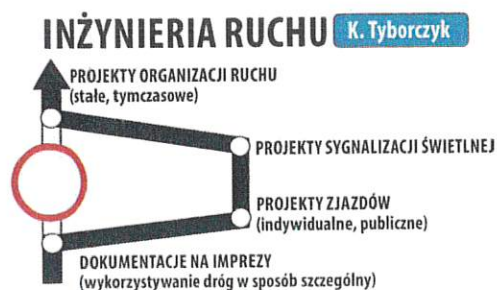 INŻYNIERIA RUCHU K. Tyborczyk
PROJEKTY ORGANIZACJI RUCHU
(stałe, tymczasowe)
PROJEKTY SYGNALIZACJI ŚWIETLNEJ
PROJEKTY ZJAZDÓW
(indywidualne, publiczne)
DOKUMENTACJE NA IMPREZY
(wykorzystywanie dróg w sposób szczególny)